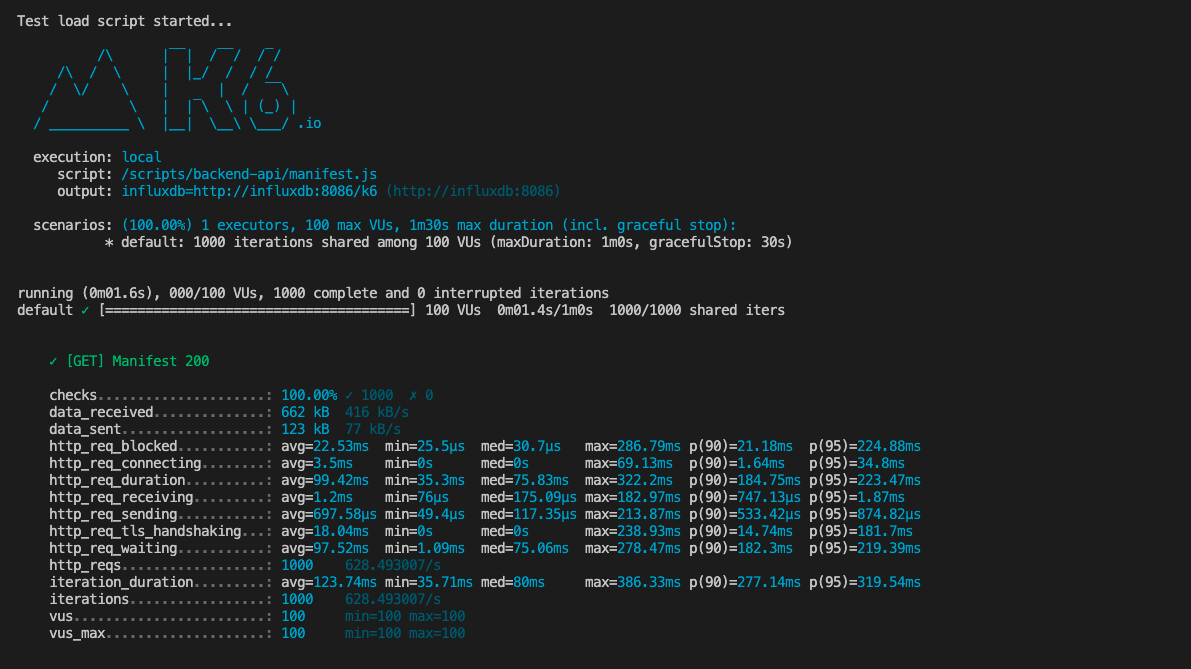 Test load script started...
          /\      |‾‾|  /‾‾/  /‾/
     /\  /  \     |  |_/  /  / /
    /  \/    \    |      |  /  ‾‾\
   /          \   |  |‾\  \ | (_) |
  / __________ \  |__|  \__\ \___/ .io
execution: local
script: /scripts/backend-api/manifest.js
output: influxdb=http://influxdb:8086/k6 (http://influxdb:8086)
scenarios: (100.00%) 1 executors, 100 max VUs, 1m30s max duration (incl. graceful stop):
* default: 1000 iterations shared among 100 VUs (maxDuration: 1m0s, gracefulStop: 30s)
running (0m01.6s), 000/100 VUs, 1000 complete and 0 interrupted iterations
default ✓ [======================================] 100 VUs  0m01.4s/1m0s  1000/1000 shared iters
✓ [GET] Manifest 200
checks.....................: 100.00% ✓ 1000  ✗ 0
data_received..............: 662 kB  416 kB/s
data_sent..................: 123 kB  77 kB/s
http_req_blocked...........: avg=22.53ms  min=25.5µs  med=30.7µs   max=286.79ms p(90)=21.18ms  p(95)=224.88ms
http_req_connecting........: avg=3.5ms    min=0s      med=0s       max=69.13ms  p(90)=1.64ms   p(95)=34.8ms
http_req_duration..........: avg=99.42ms  min=35.3ms  med=75.83ms  max=322.2ms  p(90)=184.75ms p(95)=223.47ms
http_req_receiving.........: avg=1.2ms    min=76µs    med=175.09µs max=182.97ms p(90)=747.13µs p(95)=1.87ms
http_req_sending...........: avg=697.58µs min=49.4µs  med=117.35µs max=213.87ms p(90)=533.42µs p(95)=874.82µs
http_req_tls_handshaking...: avg=18.04ms  min=0s      med=0s       max=238.93ms p(90)=14.74ms  p(95)=181.7ms
http_req_waiting...........: avg=97.52ms  min=1.09ms  med=75.06ms  max=278.47ms p(90)=182.3ms  p(95)=219.39ms
http_reqs..................: 1000    628.493007/s
iteration_duration.........: avg=123.74ms min=35.71ms med=80ms     max=386.33ms p(90)=277.14ms p(95)=319.54ms
iterations.................: 1000    628.493007/s
vus........................: 100     min=100 max=100
vus_max....................: 100     min=100 max=100